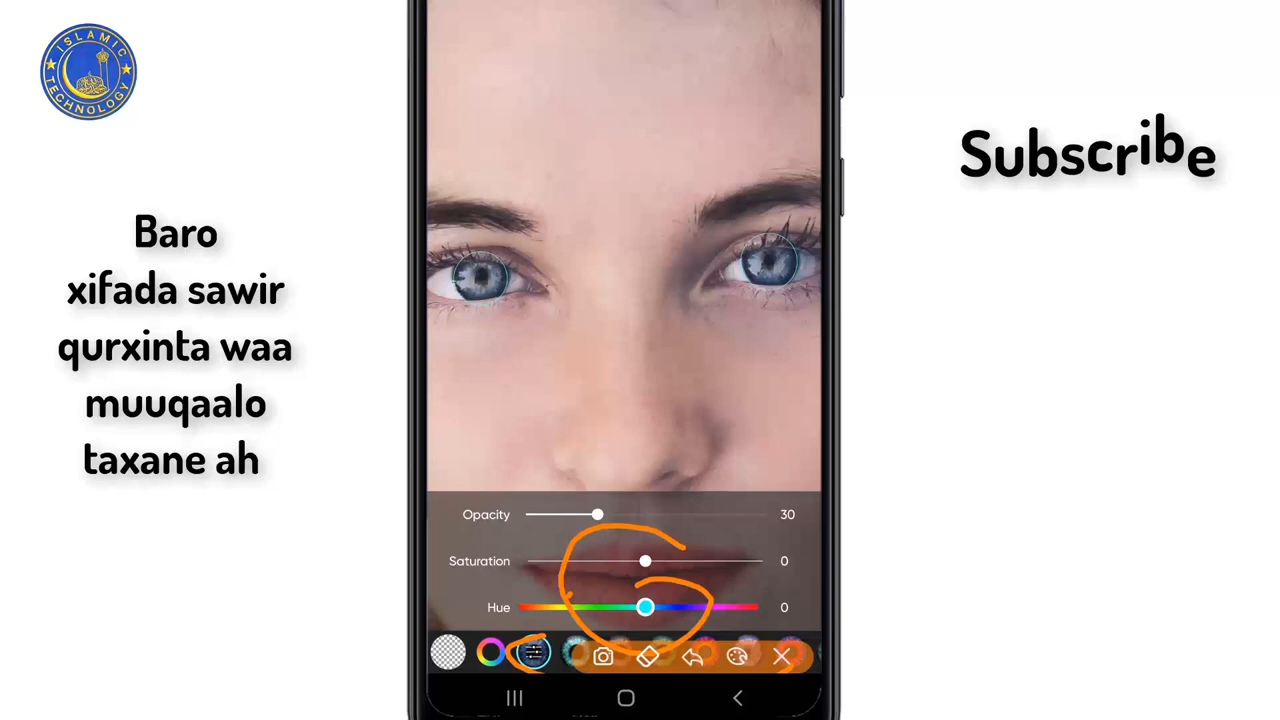 ISLAMIC
TECHNOLOGY
Subscribe
Baro
xifada sawir
qurxinta waa
muuqaalo
taxane ah
Opacity 30
Saturation 0
Hue 0